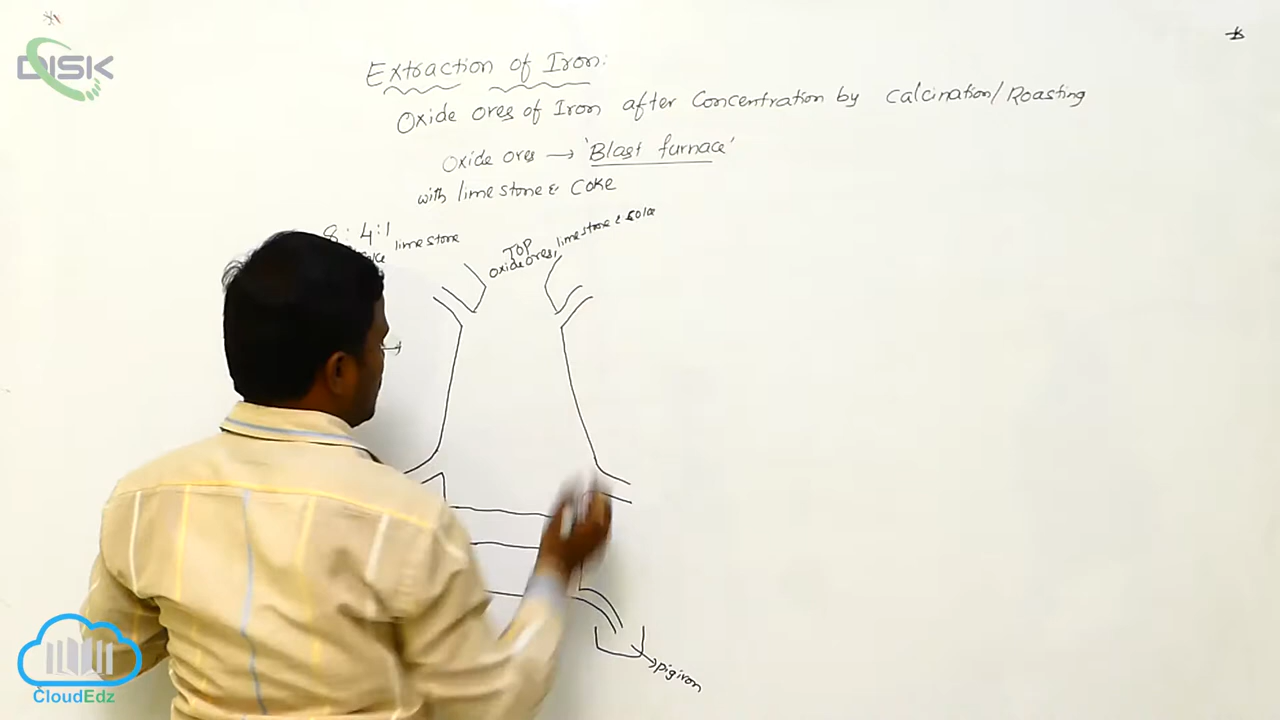 DISK
Extraction of Iron:
Oxide ores of Iron after Concentration by Calcination/Roasting
Oxide ores → 'Blast furnace'
with lime stone & Coke
8 : 4:1
lime stone
TOP
Oxide ores, lime stone &
Pigiron
CloudEdz